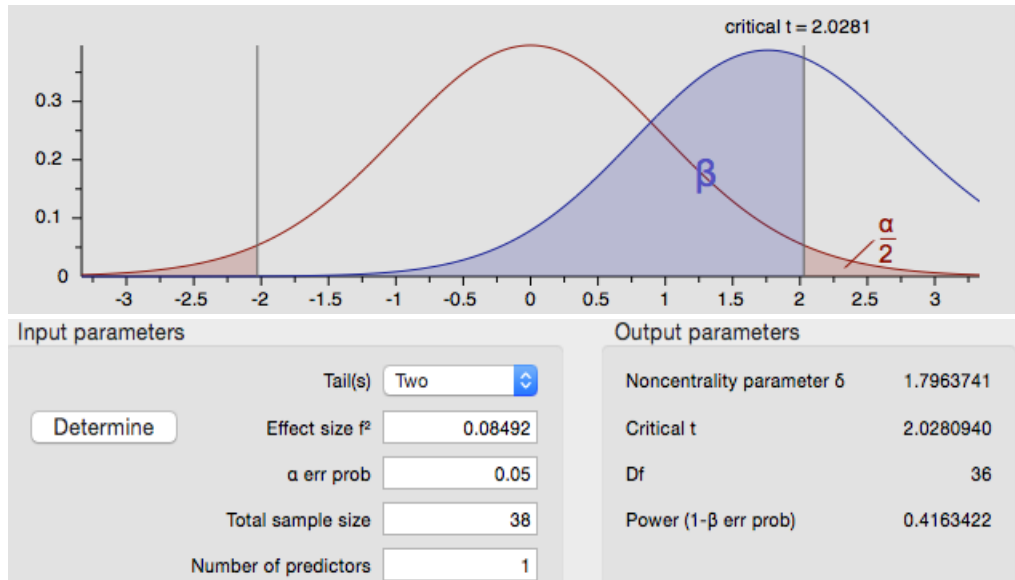 critical t = 2.0281
0.3
0.2
β
0.1
α
2
0
-3 -2.5 -2 -1.5 -1 -0.5 0 0.5 1 1.5 2 2.5 3
Input parameters
Output parameters
Tail(s) Two
Noncentrality parameter δ 1.7963741
Determine
Effect size f² 0.08492
Critical t 2.0280940
α err prob 0.05
Df 36
Total sample size 38
Power (1-β err prob) 0.4163422
Number of predictors 1